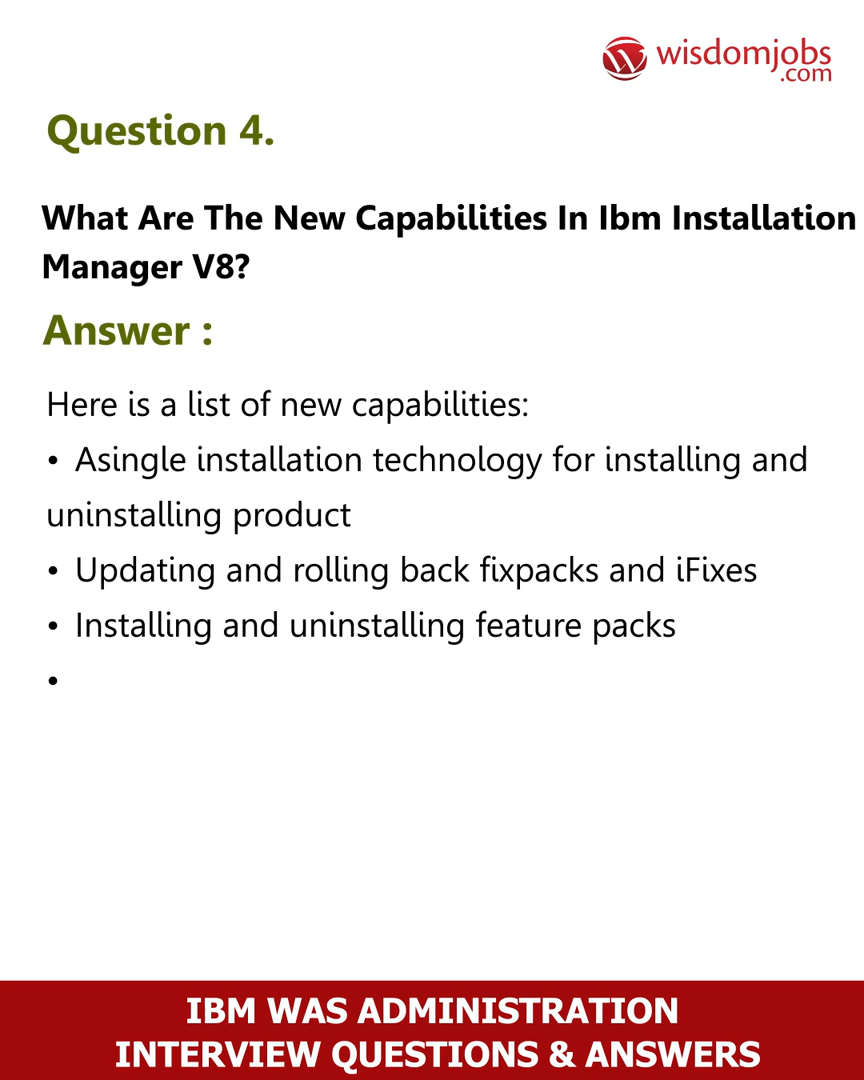 wisdomjobs
.com
Question 4.
What Are The New Capabilities In Ibm Installation
Manager V8?
Answer :
Here is a list of new capabilities:
• Asingle installation technology for installing and
uninstalling product
• Updating and rolling back fixpacks and iFixes
• Installing and uninstalling feature packs
•
IBM WAS ADMINISTRATION
INTERVIEW QUESTIONS & ANSWERS